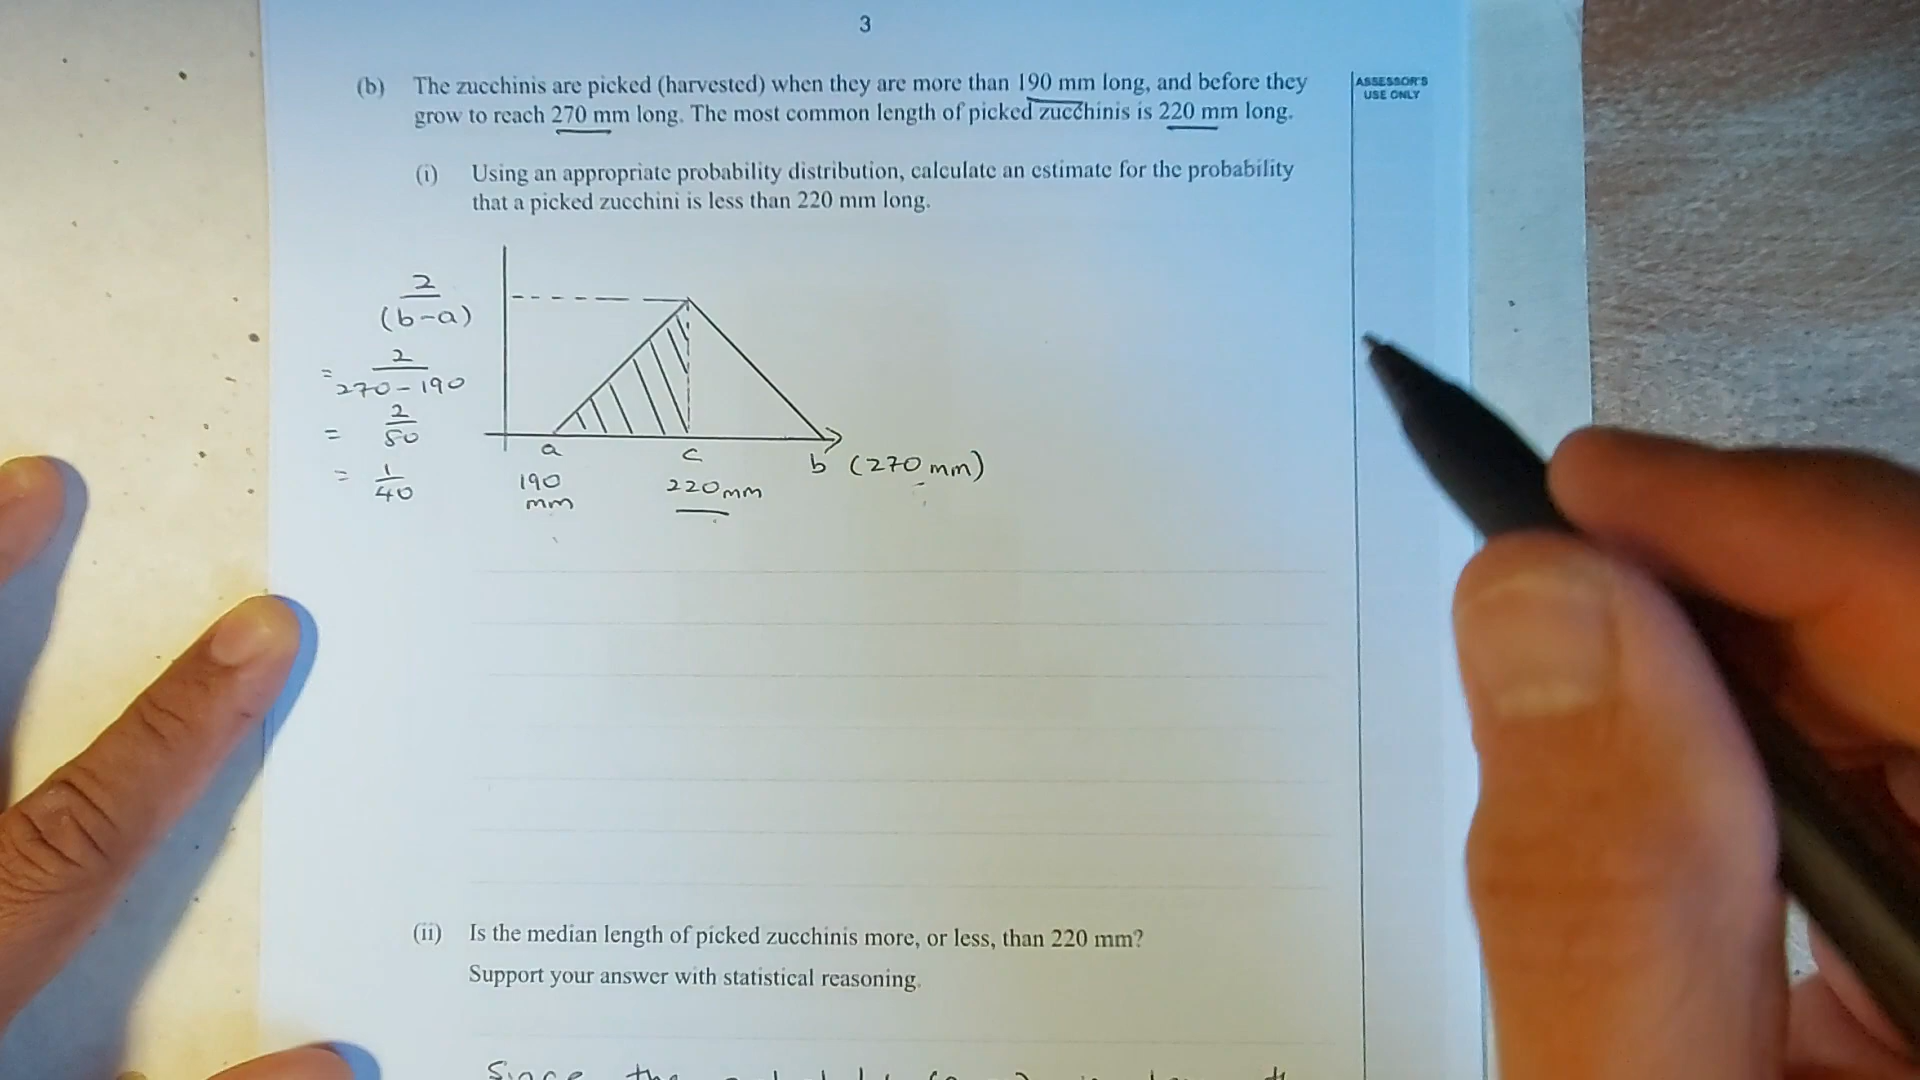 3
(b) The zucchinis are picked (harvested) when they are more than 190 mm long, and before they
grow to reach 270 mm long. The most common length of picked zucchinis is 220 mm long.
ASSESSOR'S
USE ONLY
(i) Using an appropriate probability distribution, calculate an estimate for the probability
that a picked zucchini is less than 220 mm long.
2
(b-a)
= 2
270-190
= 2
80
= 1
40
a
c
b (270 mm)
190
mm
220mm
(ii) Is the median length of picked zucchinis more, or less, than 220 mm?
Support your answer with statistical reasoning.
Since the